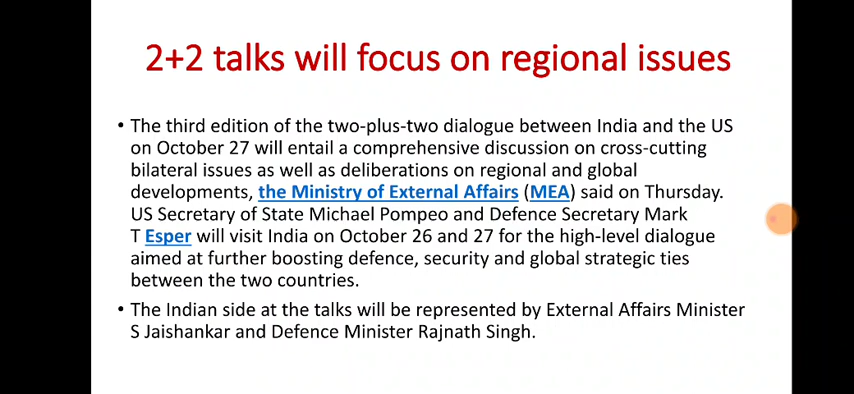 2+2 talks will focus on regional issues
• The third edition of the two-plus-two dialogue between India and the US
on October 27 will entail a comprehensive discussion on cross-cutting
bilateral issues as well as deliberations on regional and global
developments, the Ministry of External Affairs (MEA) said on Thursday.
US Secretary of State Michael Pompeo and Defence Secretary Mark
T Esper will visit India on October 26 and 27 for the high-level dialogue
aimed at further boosting defence, security and global strategic ties
between the two countries.
• The Indian side at the talks will be represented by External Affairs Minister
S Jaishankar and Defence Minister Rajnath Singh.